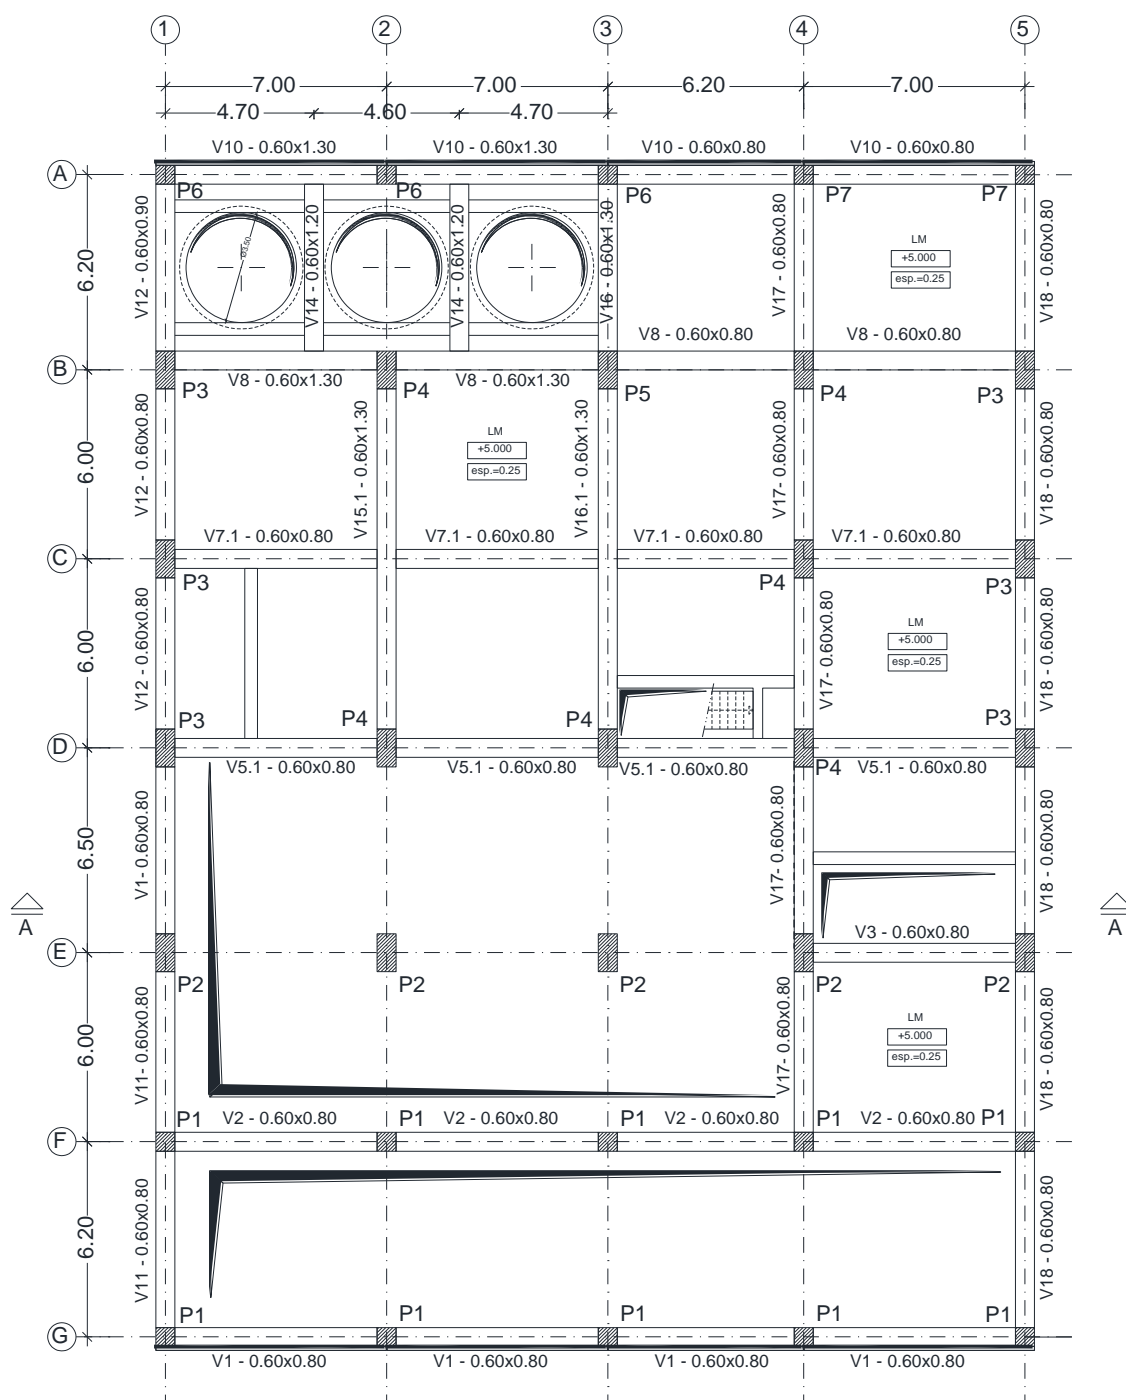 1 2 3 4 5
7.00 7.00 6.20 7.00
4.70 4.60 4.70
V10 - 0.60x1.30 V10 - 0.60x1.30 V10 - 0.60x0.80 V10 - 0.60x0.80
A
P6 P6 P6 P7 P7
V12 - 0.60x0.90
V14 - 0.60x1.20
V14 - 0.60x1.20
V16 - 0.60x1.30
V17 - 0.60x0.80
V18 - 0.60x0.80
6.20
Ø3.50
LM
+5.000
esp.=0.25
V8 - 0.60x0.80 V8 - 0.60x0.80
B
V8 - 0.60x1.30 V8 - 0.60x1.30
P3 P4 P5 P4 P3
V12 - 0.60x0.80
V15.1 - 0.60x1.30
V16.1 - 0.60x1.30
V17- 0.60x0.80
V18 - 0.60x0.80
6.00
LM
+5.000
esp.=0.25
V7.1 - 0.60x0.80 V7.1 - 0.60x0.80 V7.1 - 0.60x0.80 V7.1 - 0.60x0.80
C
P3 P4 P3
V12 - 0.60x0.80
V17- 0.60x0.80
V18 - 0.60x0.80
6.00
LM
+5.000
esp.=0.25
P3 P4 P4 P3
D
V5.1 - 0.60x0.80 V5.1 - 0.60x0.80 V5.1 - 0.60x0.80 P4 V5.1 - 0.60x0.80
V1- 0.60x0.80
V17- 0.60x0.80
V18 - 0.60x0.80
6.50
A A
V3 - 0.60x0.80
E
P2 P2 P2 P2 P2
V11- 0.60x0.80
V17- 0.60x0.80
V18 - 0.60x0.80
6.00
LM
+5.000
esp.=0.25
P1 V2 - 0.60x0.80 P1 V2 - 0.60x0.80 P1 V2 - 0.60x0.80 P1 V2 - 0.60x0.80 P1
F
V11 - 0.60x0.80
V18 - 0.60x0.80
6.20
P1 P1 P1 P1 P1
G
V1 - 0.60x0.80 V1 - 0.60x0.80 V1 - 0.60x0.80 V1 - 0.60x0.80